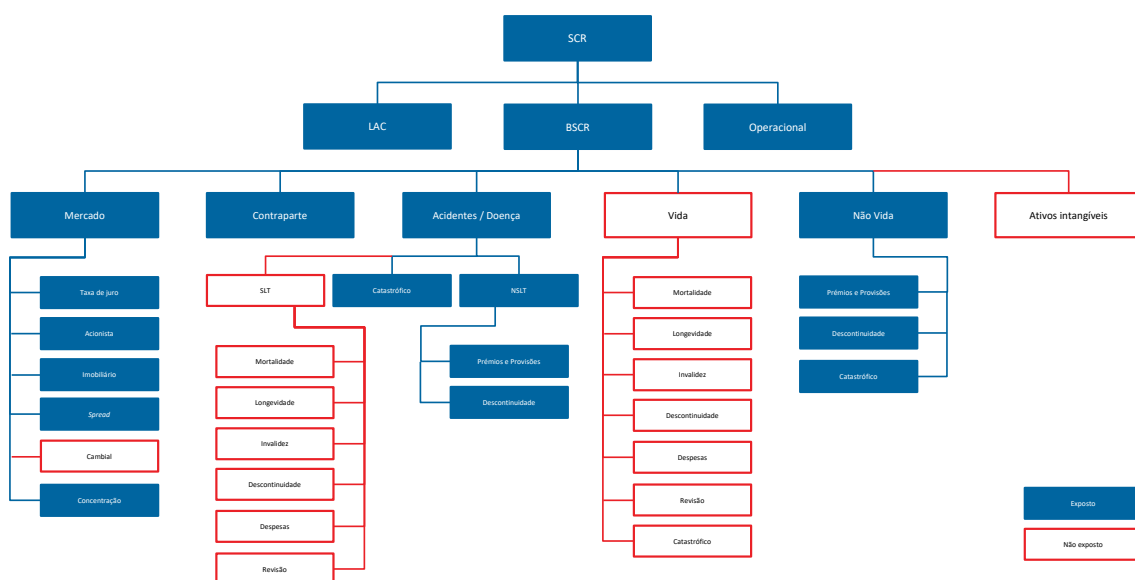 SCR
LAC
BSCR
Operacional
Mercado
Contraparte
Acidentes / Doença
Vida
Não Vida
Ativos intangíveis
Taxa de juro
Acionista
Imobiliário
Spread
Cambial
Concentração
SLT
Catastrófico
NSLT
Mortalidade
Longevidade
Invalidez
Descontinuidade
Despesas
Revisão
Prémios e Provisões
Descontinuidade
Mortalidade
Longevidade
Invalidez
Descontinuidade
Despesas
Revisão
Catastrófico
Prémios e Provisões
Descontinuidade
Catastrófico
Exposto
Não exposto